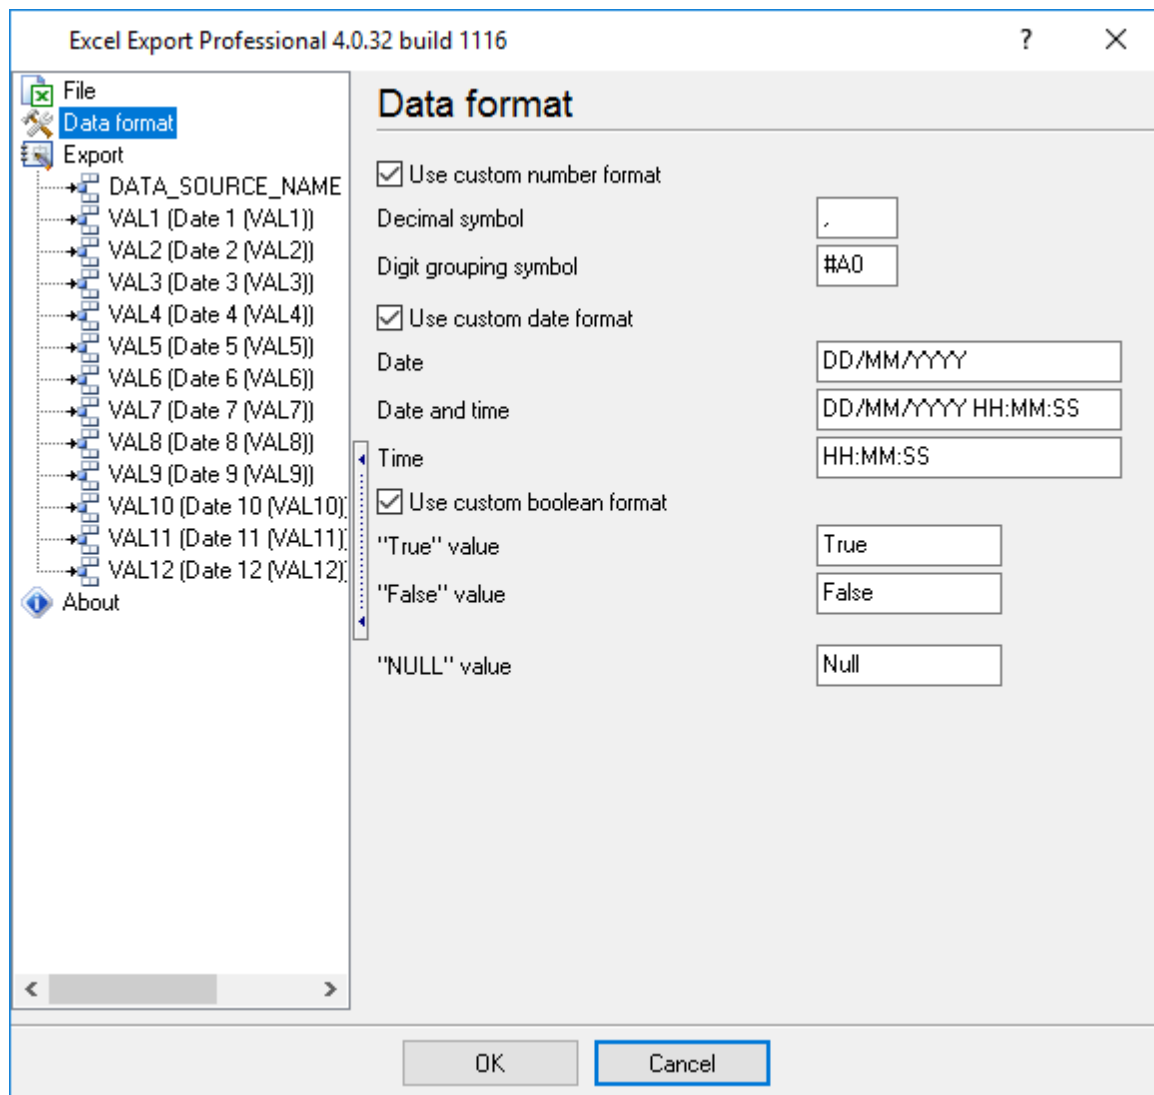 Excel Export Professional 4.0.32 build 1116
?
File
Data format
Export
DATA_SOURCE_NAME
VAL1 (Date 1 (VAL1))
VAL2 (Date 2 (VAL2))
VAL3 (Date 3 (VAL3))
VAL4 (Date 4 (VAL4))
VAL5 (Date 5 (VAL5))
VAL6 (Date 6 (VAL6))
VAL7 (Date 7 (VAL7))
VAL8 (Date 8 (VAL8))
VAL9 (Date 9 (VAL9))
VAL10 (Date 10 (VAL10))
VAL11 (Date 11 (VAL11))
VAL12 (Date 12 (VAL12))
About
Data format
Use custom number format
Decimal symbol ,
Digit grouping symbol #A0
Use custom date format
Date DD/MM/YYYY
Date and time DD/MM/YYYY HH:MM:SS
Time HH:MM:SS
Use custom boolean format
"True" value True
"False" value False
"NULL" value Null
OK Cancel